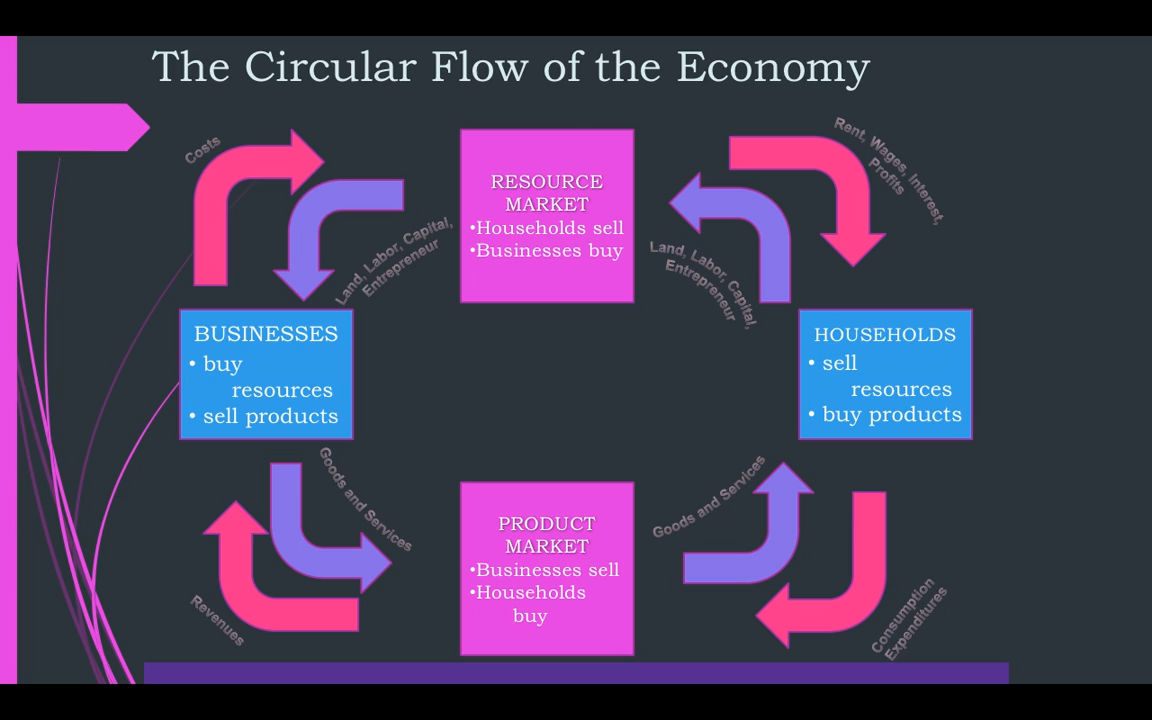 The Circular Flow of the Economy
Costs
Land, Labor, Capital,
Entrepreneur
RESOURCE
MARKET
•Households sell
•Businesses buy
Rent, Wages, Interest,
Profits
Land, Labor, Capital,
Entrepreneur
BUSINESSES
• buy
resources
• sell products
HOUSEHOLDS
• sell
resources
• buy products
Goods and Services
Revenues
PRODUCT
MARKET
•Businesses sell
•Households
buy
Goods and Services
Consumption
Expenditures